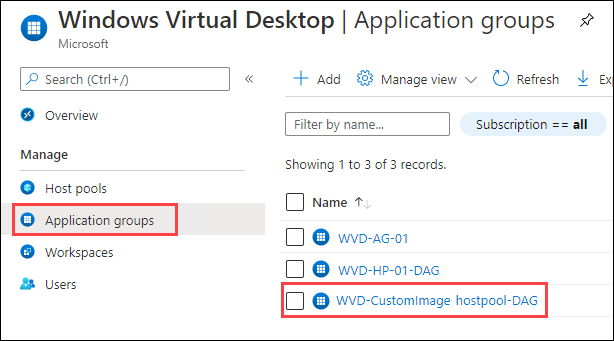 Windows Virtual Desktop | Application groups
Microsoft
Search (Ctrl+/)
«
Overview
Manage
Host pools
Application groups
Workspaces
Users
+ Add
Manage view
Refresh
Filter by name...
Subscription == all
Showing 1 to 3 of 3 records.
Name ↑↓
WVD-AG-01
WVD-HP-01-DAG
WVD-CustomImage hostpool-DAG